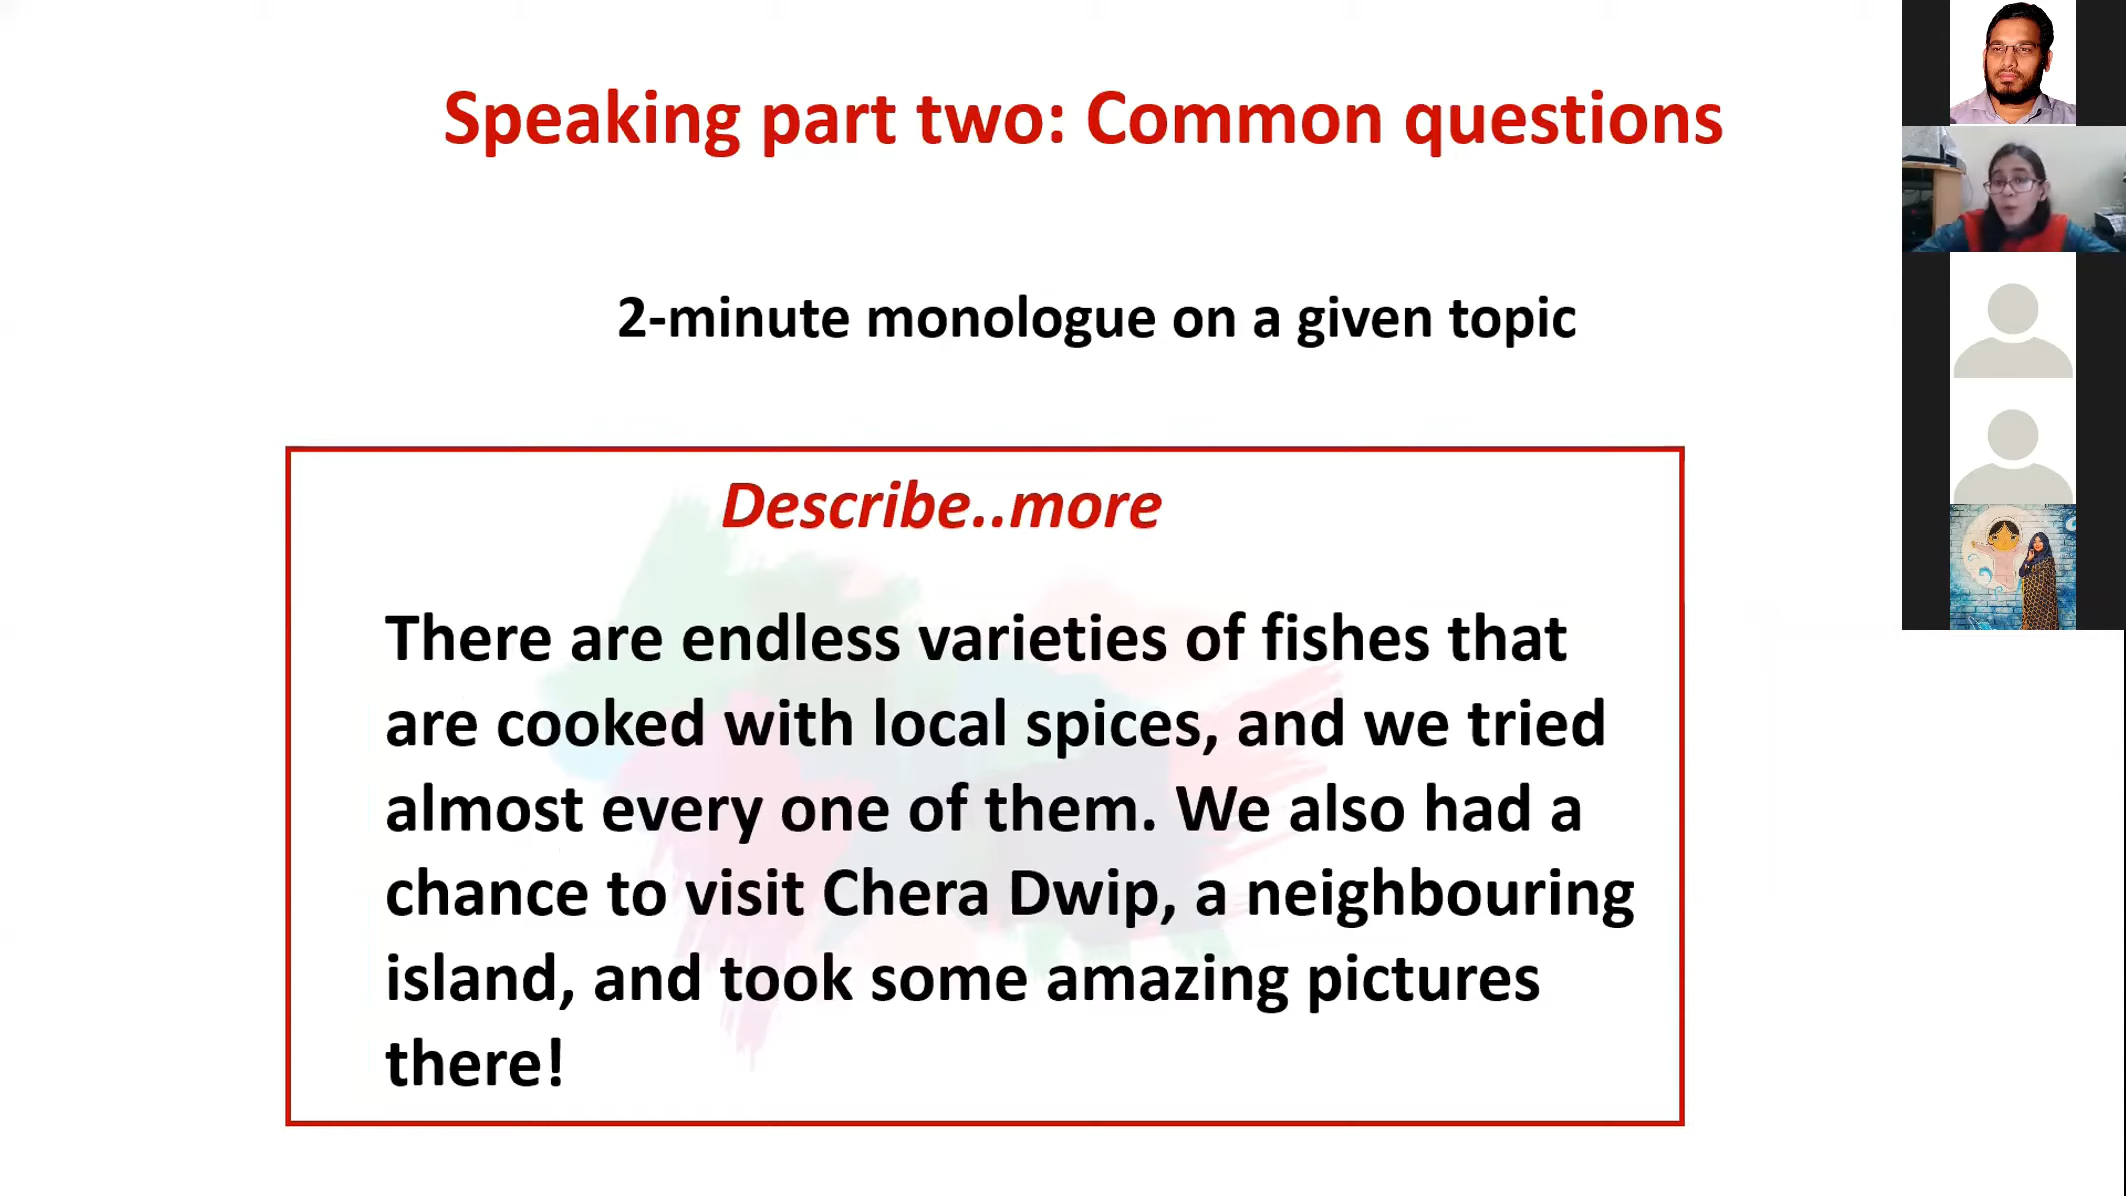 Speaking part two: Common questions
2-minute monologue on a given topic
Describe..more
There are endless varieties of fishes that
are cooked with local spices, and we tried
almost every one of them. We also had a
chance to visit Chera Dwip, a neighbouring
island, and took some amazing pictures
there!